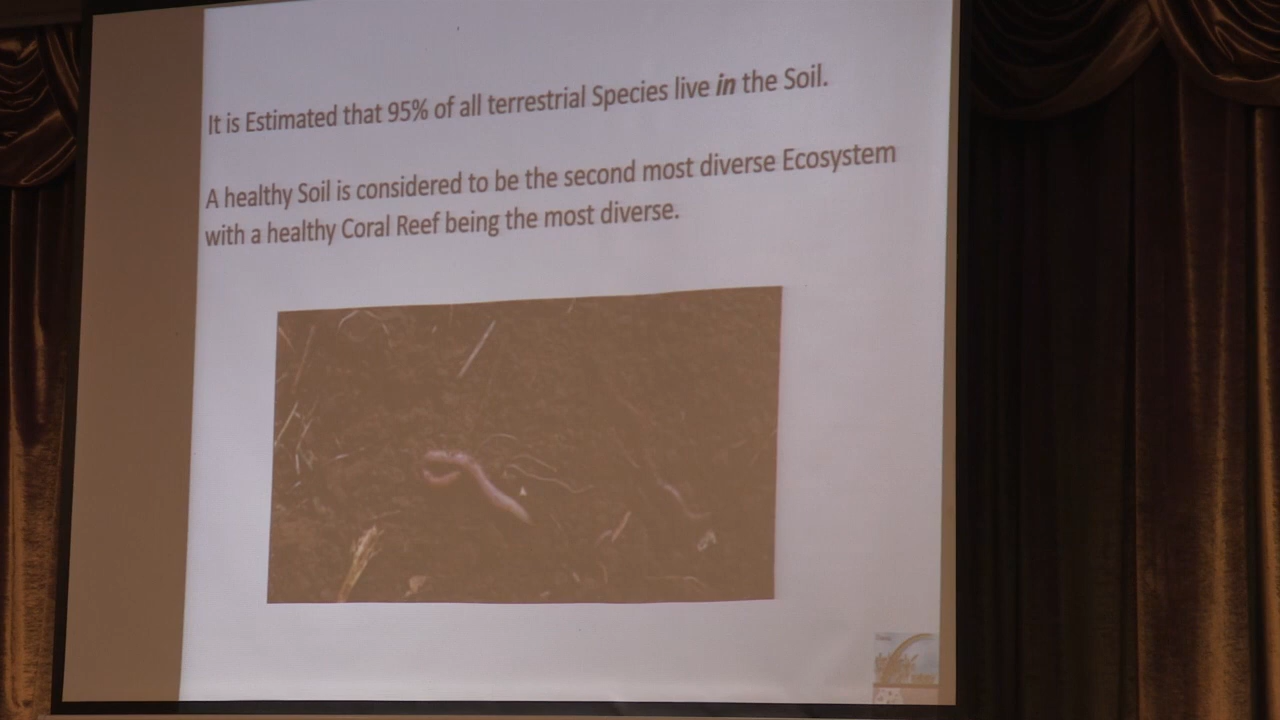 It is Estimated that 95% of all terrestrial Species live in the Soil.
A healthy Soil is considered to be the second most diverse Ecosystem
with a healthy Coral Reef being the most diverse.